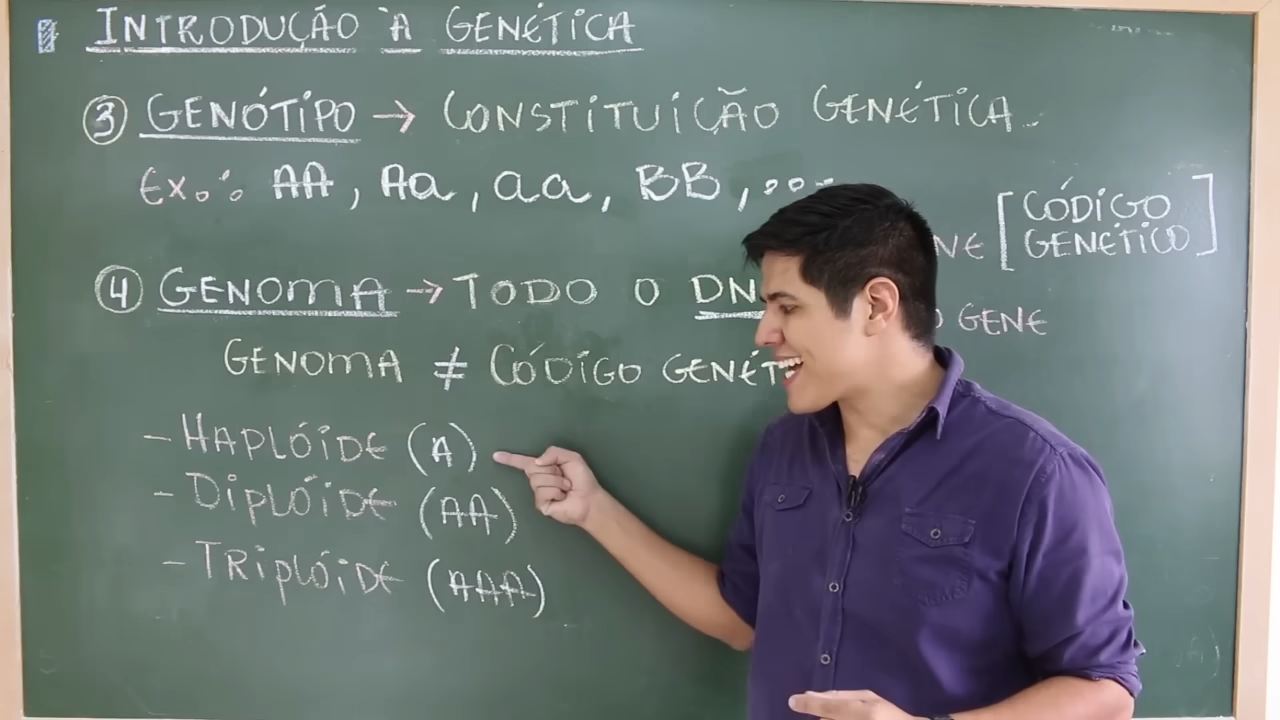 INTRODUÇÃO À GENÉTICA
3 GENÓTIPO → CONSTITUIÇÃO GENÉTICA.
Ex.: AA, Aa, aa, BB, ...
[CÓDIGO GENÉTICO]
4 GENOMA → TODO O DN
GENE
GENOMA ≠ CÓDIGO GENÉT
- HAPLÓIDE (A)
- DIPLÓIDE (AA)
- TRIPLÓIDE (AAA)